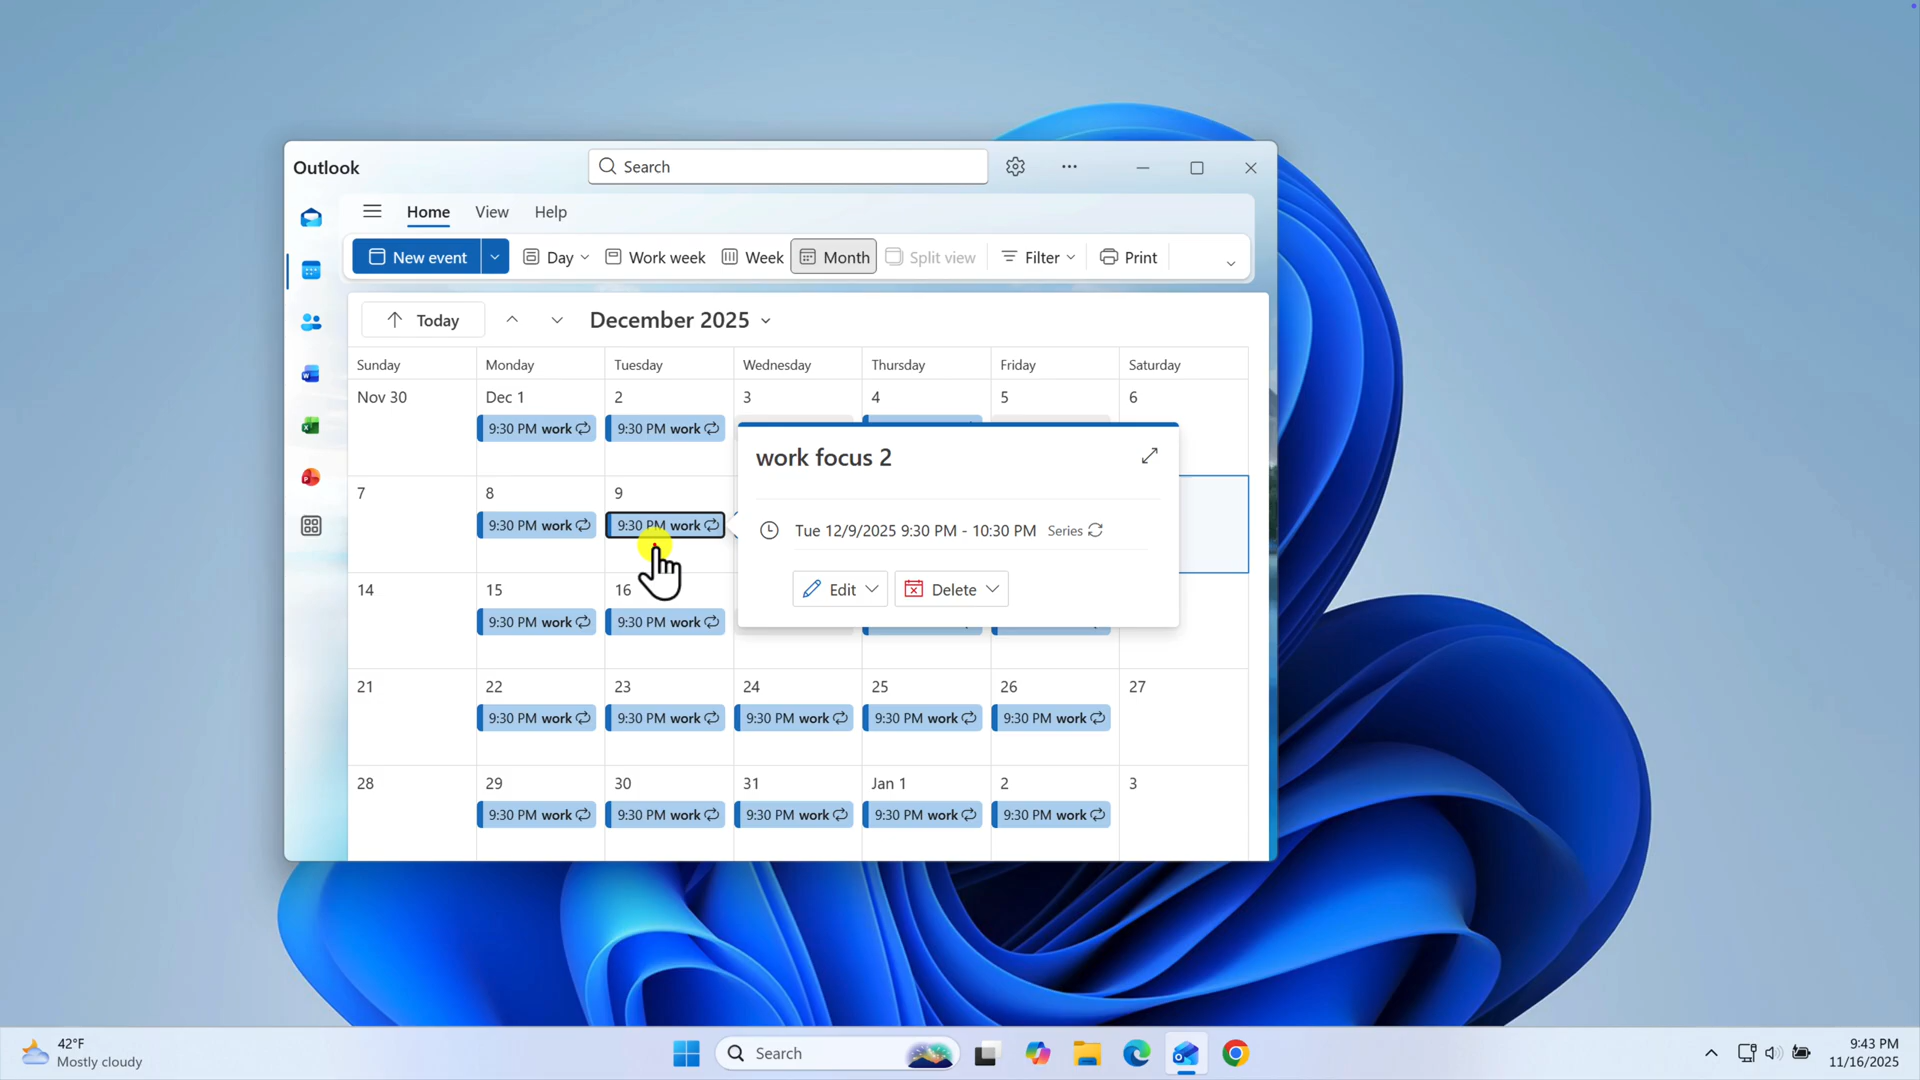 Outlook
Search
Home View Help
New event Day Work week Week Month Split view Filter Print
Today December 2025
Sunday Monday Tuesday Wednesday Thursday Friday Saturday
Nov 30 Dec 1 2 3 4 5 6
9:30 PM work 9:30 PM work
work focus 2
7 8 9
9:30 PM work 9:30 PM work
Tue 12/9/2025 9:30 PM - 10:30 PM Series
Edit Delete
14 15 16
9:30 PM work 9:30 PM work
21 22 23 24 25 26 27
9:30 PM work 9:30 PM work 9:30 PM work 9:30 PM work 9:30 PM work
28 29 30 31 Jan 1 2 3
9:30 PM work 9:30 PM work 9:30 PM work 9:30 PM work 9:30 PM work
42°F
Mostly cloudy
Search
9:43 PM
11/16/2025